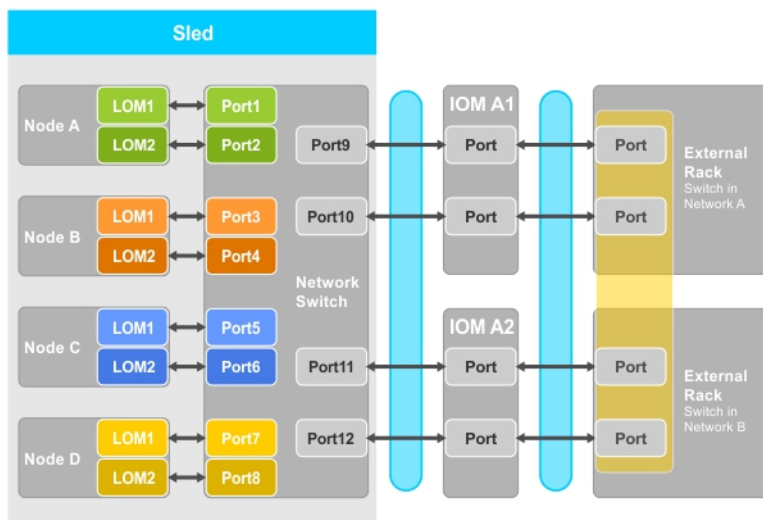 Sled
Node A
LOM1
Port1
LOM2
Port2
Node B
LOM1
Port3
LOM2
Port4
Node C
LOM1
Port5
LOM2
Port6
Node D
LOM1
Port7
LOM2
Port8
Network
Switch
Port9
Port10
Port11
Port12
IOM A1
Port
Port
IOM A2
Port
Port
Port
Port
External
Rack
Switch in
Network A
Port
Port
External
Rack
Switch in
Network B